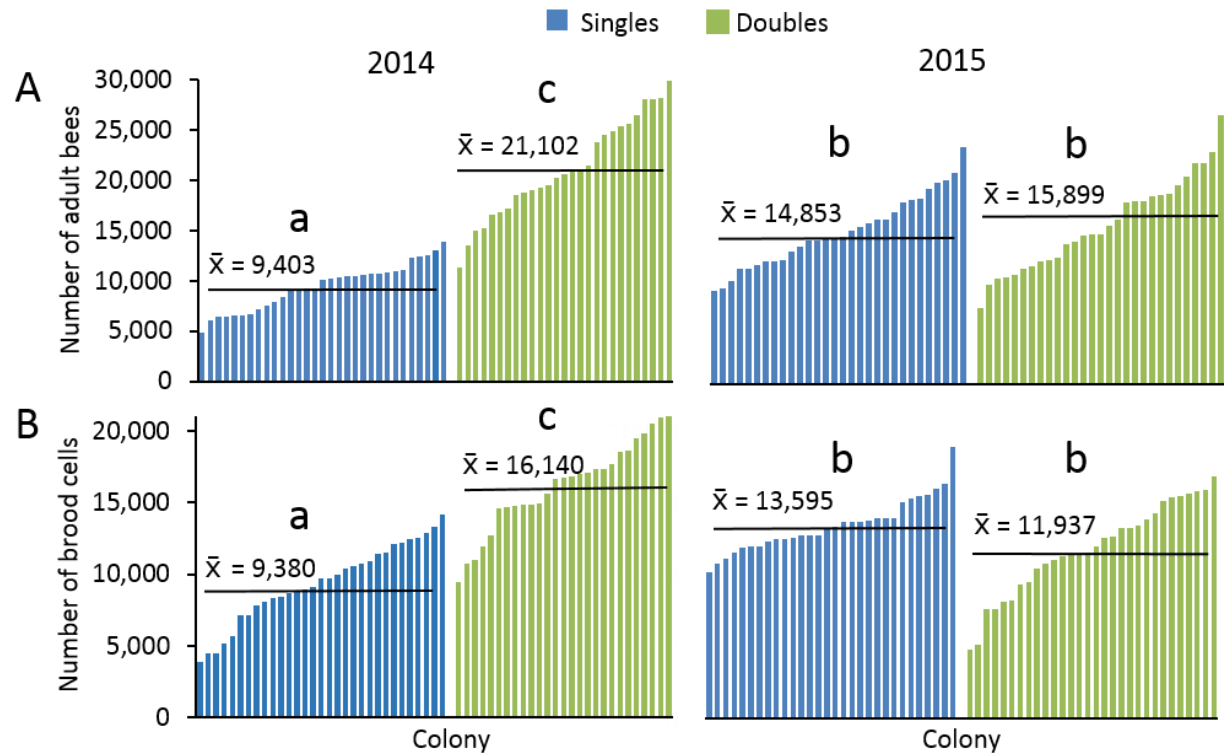 Singles Doubles
2014 2015
A
Number of adult bees
30,000
25,000
20,000
15,000
10,000
5,000
0
a
x̄ = 9,403
c
x̄ = 21,102
b
x̄ = 14,853
b
x̄ = 15,899
B
Number of brood cells
20,000
15,000
10,000
5,000
0
a
x̄ = 9,380
c
x̄ = 16,140
b
x̄ = 13,595
b
x̄ = 11,937
Colony Colony